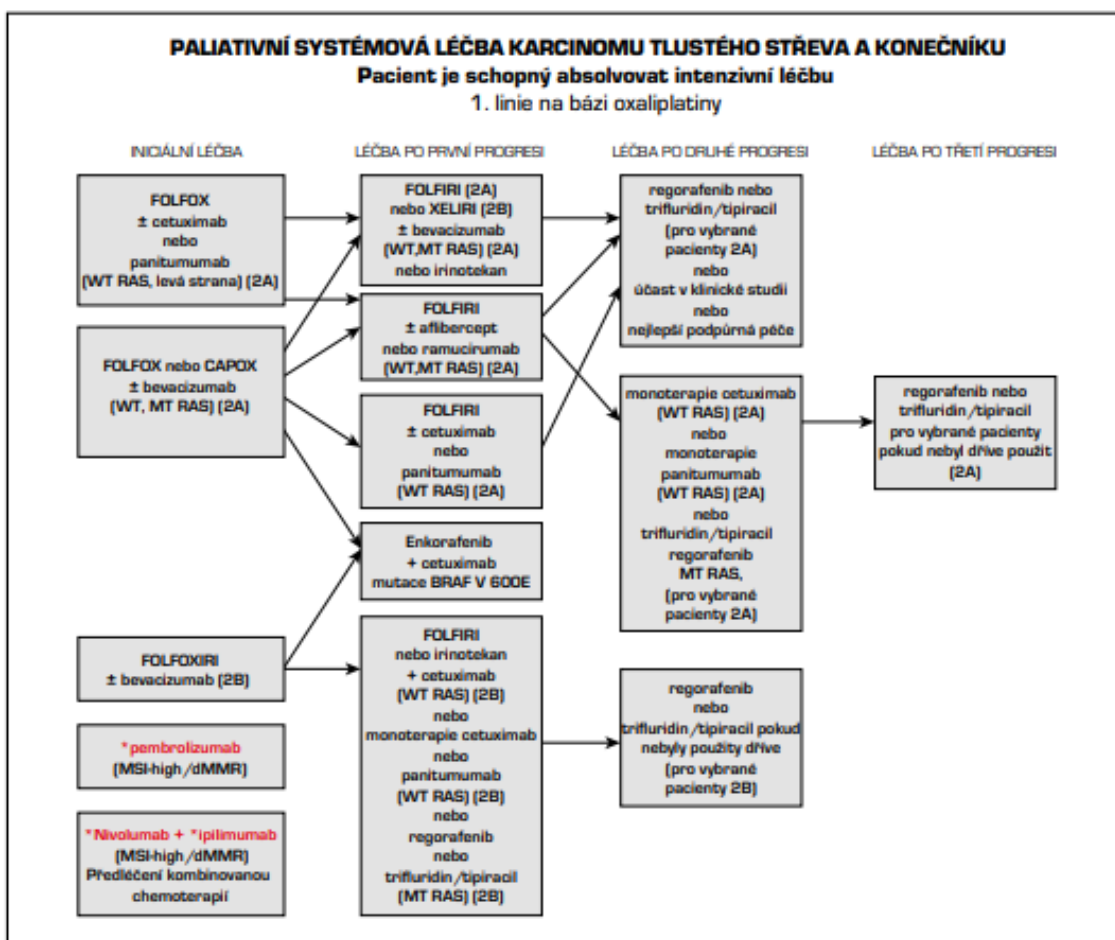 PALIATIVNÍ SYSTÉMOVÁ LÉČBA KARCINOMU TLUSTÉHO STŘEVA A KONEČNÍKU
Pacient je schopný absolvovat intenzivní léčbu
1. linie na bázi oxaliplatiny
INICIÁLNÍ LÉČBA
FOLFOX
± cetuximab
nebo
panitumumab
(WT RAS, levá strana) (2A)
FOLFOX nebo CAPOX
± bevacizumab
(WT, MT RAS) (2A)
FOLFOXIRI
± bevacizumab (2B)
*pembrolizumab
(MSI-high/dMMR)
*Nivolumab + *ipilimumab
(MSI-high/dMMR)
Předléčení kombinovanou
chemoterapií
LÉČBA PO PRVNÍ PROGRESI
FOLFIRI (2A)
nebo XELIRI (2B)
± bevacizumab
(WT,MT RAS) (2A)
nebo irinotekan
FOLFIRI
± aflibercept
nebo ramucirumab
(WT,MT RAS) (2A)
FOLFIRI
± cetuximab
nebo
panitumumab
(WT RAS) (2A)
Enkorafenib
+ cetuximab
mutace BRAF V 600E
FOLFIRI
nebo irinotekan
+ cetuximab
(WT RAS) (2B)
nebo
monoterapie cetuximab
nebo
panitumumab
(WT RAS) (2B)
nebo
regorafenib
nebo
trifluridin/tipiracil
(MT RAS) (2B)
LÉČBA PO DRUHÉ PROGRESI
regorafenib nebo
trifluridin/tipiracil
(pro vybrané
pacienty 2A)
nebo
účast v klinické studii
nebo
nejlepší podpůrná péče
monoterapie cetuximab
(WT RAS) (2A)
nebo
monoterapie
panitumumab
(WT RAS) (2A)
nebo
trifluridin/tipiracil
regorafenib
MT RAS,
(pro vybrané
pacienty 2A)
regorafenib
nebo
trifluridin/tipiracil pokud
nebyly použity dříve
(pro vybrané
pacienty 2B)
LÉČBA PO TŘETÍ PROGRESI
regorafenib nebo
trifluridin/tipiracil
pro vybrané pacienty
pokud nebyl dříve použit
(2A)